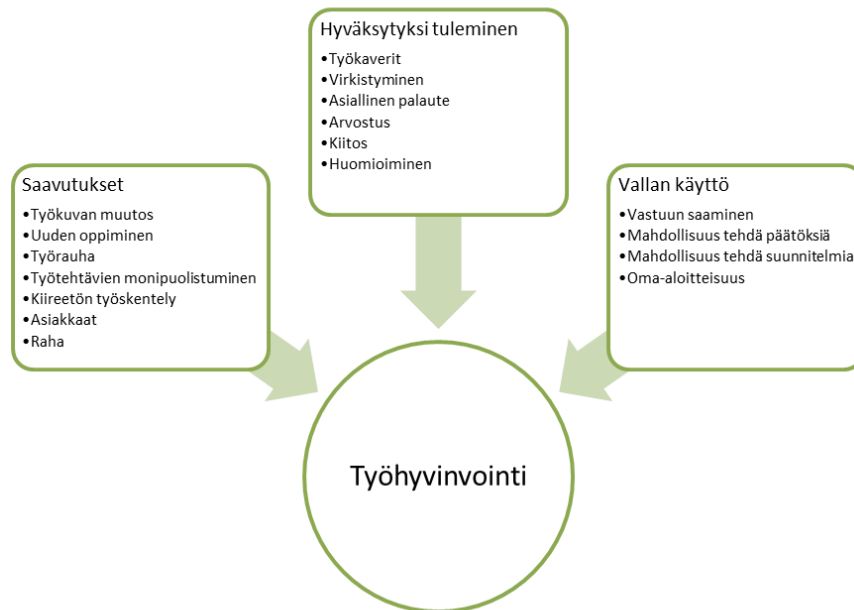 Hyväksytyksi tuleminen
•Työkaverit
•Virkistyminen
•Asiallinen palaute
•Arvostus
•Kiitos
•Huomioiminen
Saavutukset
•Työkuvan muutos
•Uuden oppiminen
•Työrauha
•Työtehtävien monipuolistuminen
•Kiireetön työskentely
•Asiakkaat
•Raha
Vallan käyttö
•Vastuun saaminen
•Mahdollisuus tehdä päätöksiä
•Mahdollisuus tehdä suunnitelmia
•Oma-aloitteisuus
Työhyvinvointi